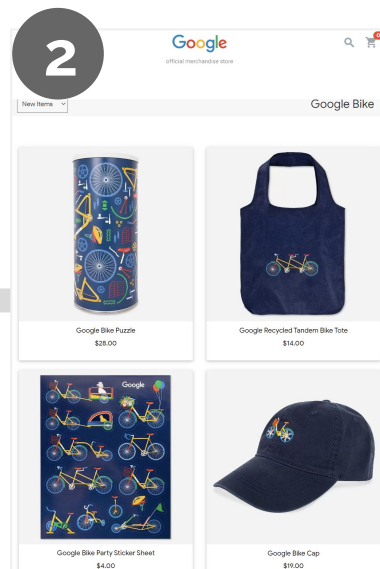 2
Google
official merchandise store
New Items
Google Bike
Google Bike Puzzle
$28.00
Google Recycled Tandem Bike Tote
$14.00
Google
Google Bike Party Sticker Sheet
$4.00
Google Bike Cap
$19.00